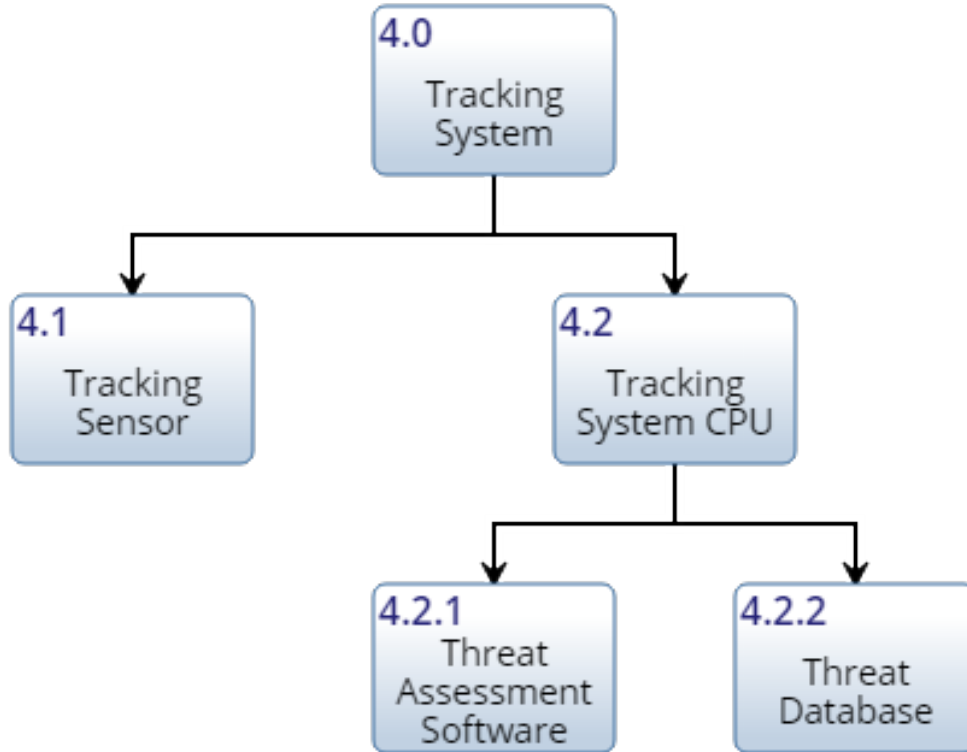 4.0
Tracking
System
4.1
Tracking
Sensor
4.2
Tracking
System CPU
4.2.1
Threat
Assessment
Software
4.2.2
Threat
Database